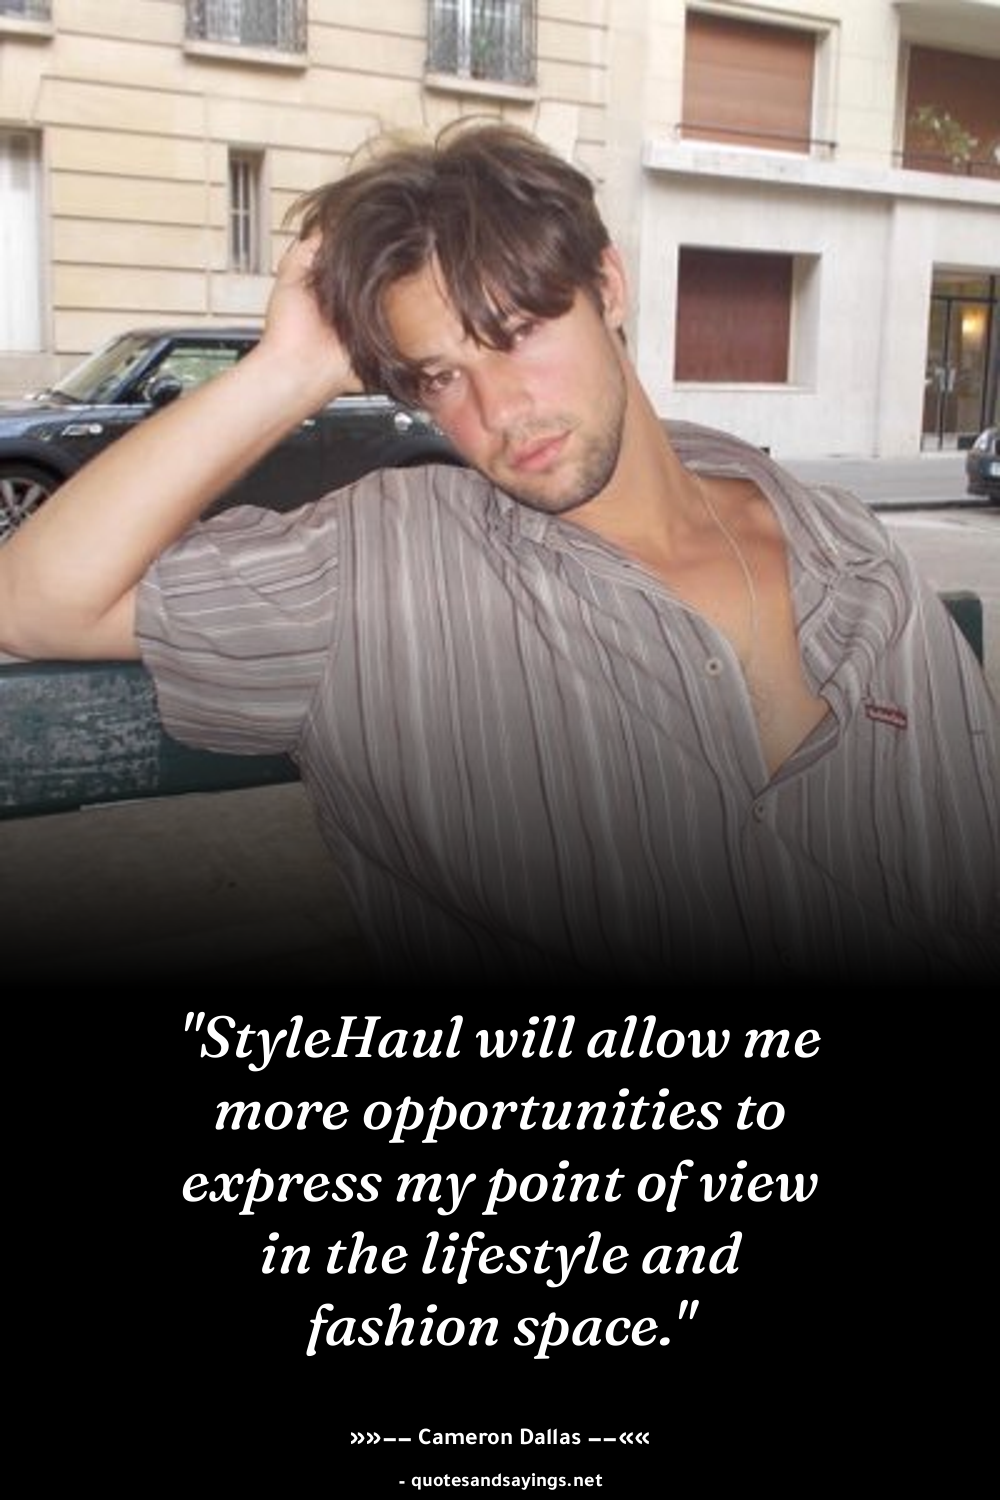 "StyleHaul will allow me
more opportunities to
express my point of view
in the lifestyle and
fashion space."
»»–– Cameron Dallas ––««
- quotesandsayings.net